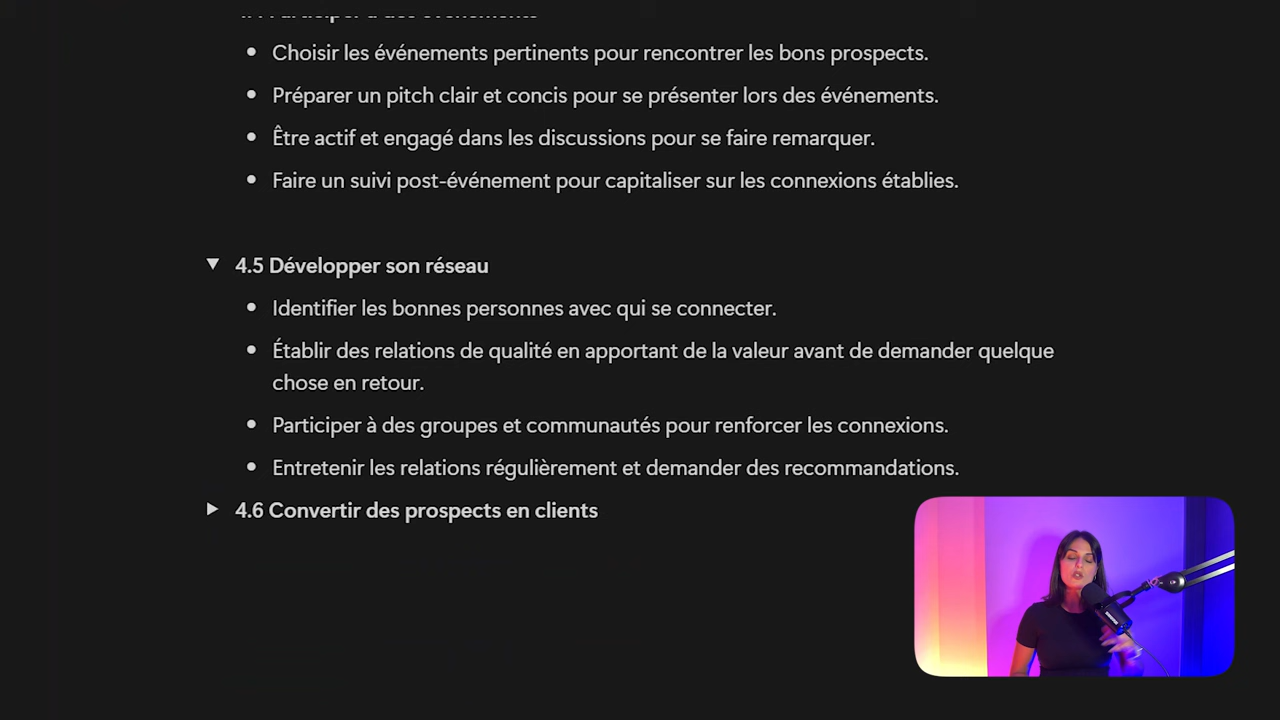 4.4 Participer à des événements
• Choisir les événements pertinents pour rencontrer les bons prospects.
• Préparer un pitch clair et concis pour se présenter lors des événements.
• Être actif et engagé dans les discussions pour se faire remarquer.
• Faire un suivi post-événement pour capitaliser sur les connexions établies.
▼ 4.5 Développer son réseau
• Identifier les bonnes personnes avec qui se connecter.
• Établir des relations de qualité en apportant de la valeur avant de demander quelque
chose en retour.
• Participer à des groupes et communautés pour renforcer les connexions.
• Entretenir les relations régulièrement et demander des recommandations.
▶ 4.6 Convertir des prospects en clients